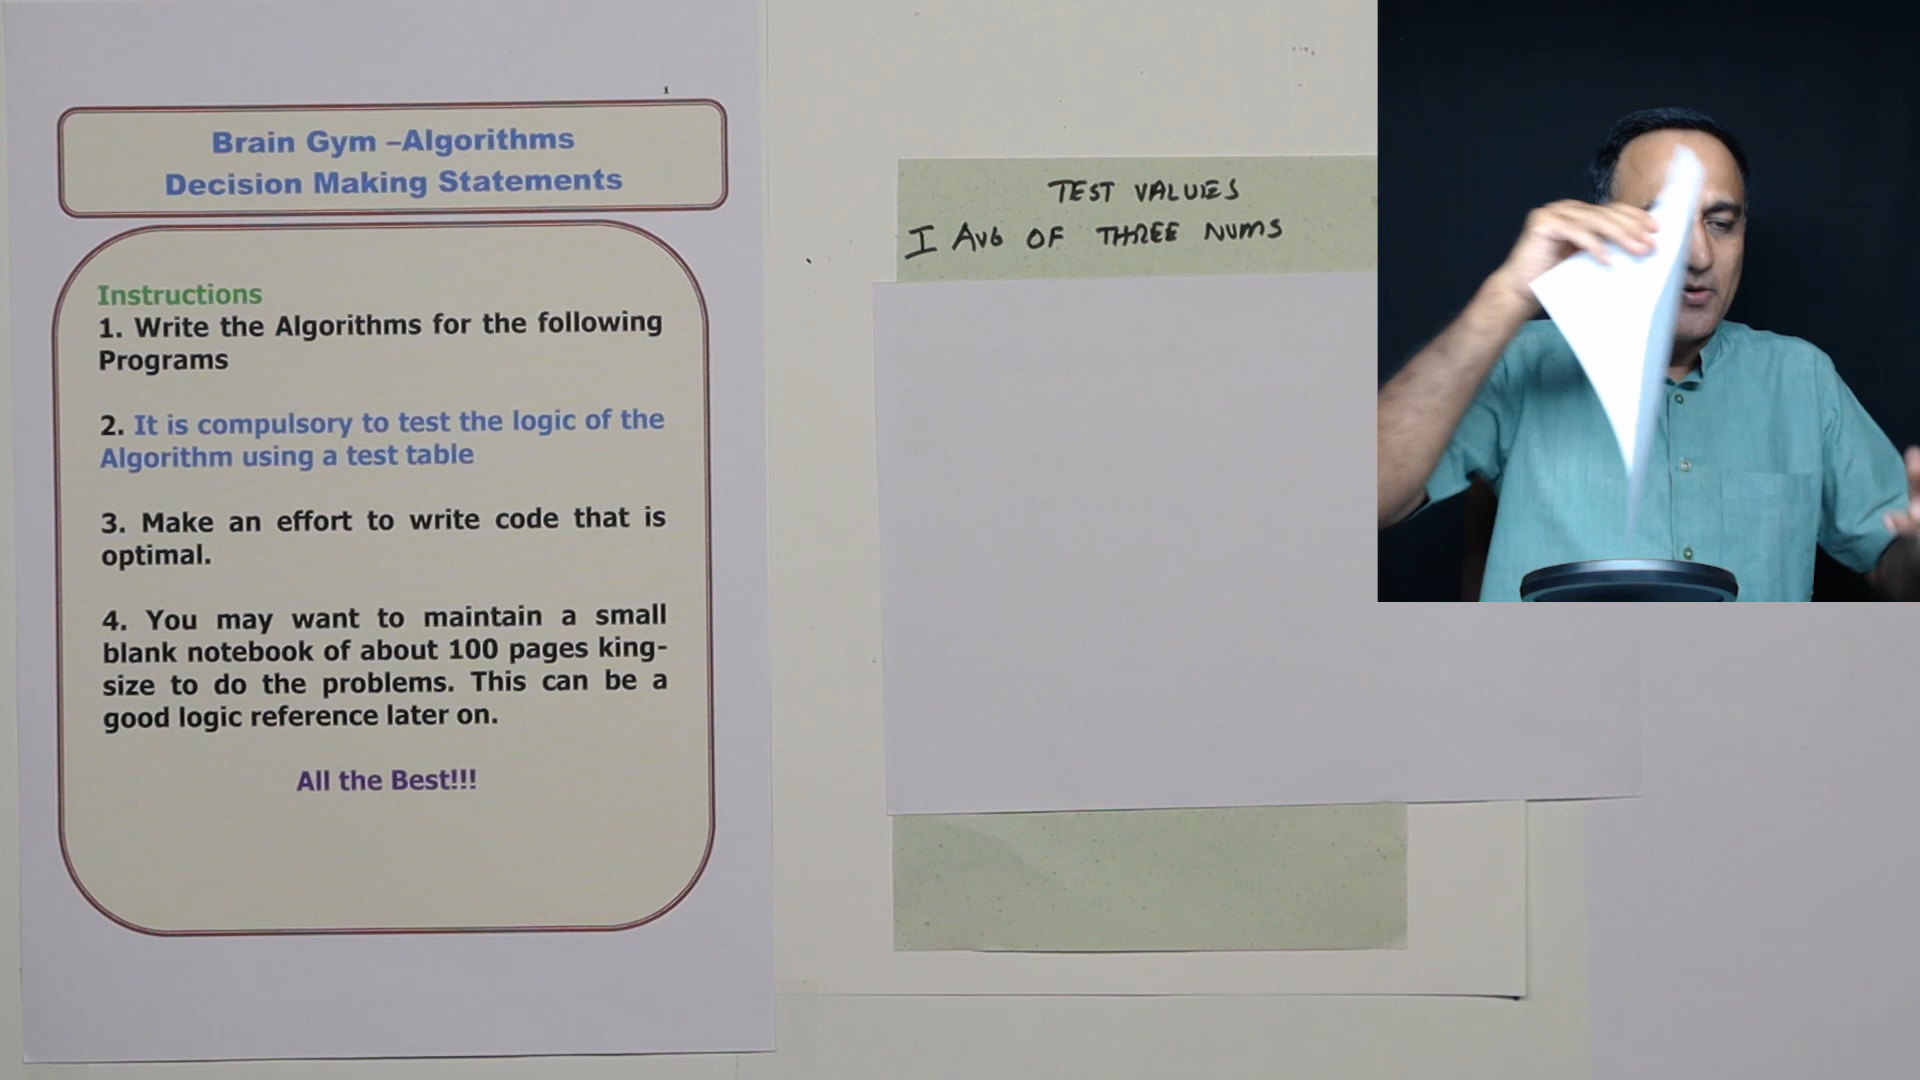 1
Brain Gym –Algorithms
Decision Making Statements
Instructions
1. Write the Algorithms for the following
Programs
2. It is compulsory to test the logic of the
Algorithm using a test table
3. Make an effort to write code that is
optimal.
4. You may want to maintain a small
blank notebook of about 100 pages king-
size to do the problems. This can be a
good logic reference later on.
All the Best!!!
TEST VALUES
I AVG OF THREE NUMS